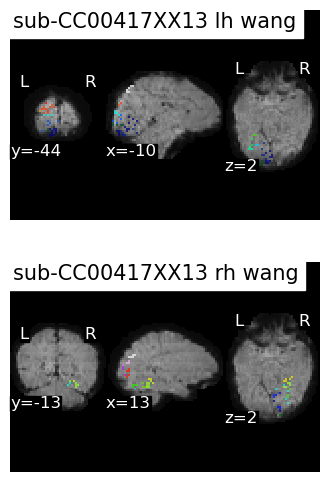 sub-CC00417XX13 lh wang
L R
L R
y=-44
x=-10
z=2
sub-CC00417XX13 rh wang
L R
L R
y=-13
x=13
z=2